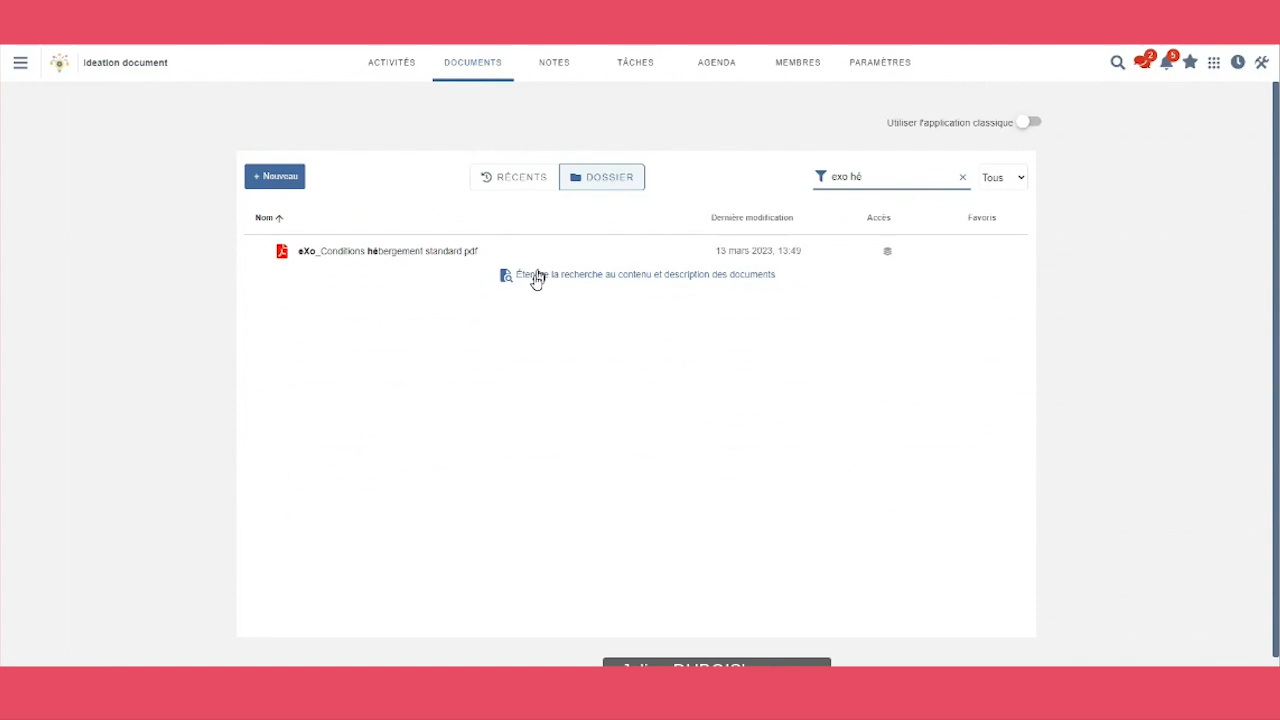 Ideation document
ACTIVITÉS DOCUMENTS NOTES TÂCHES AGENDA MEMBRES PARAMÈTRES
2 5
Utiliser l'application classique
+ Nouveau
RÉCENTS DOSSIER
exo hé × Tous
Nom Dernière modification Accès Favoris
eXo_Conditions hébergement standard pdf 13 mars 2023, 13:49
la recherche au contenu et description des documents